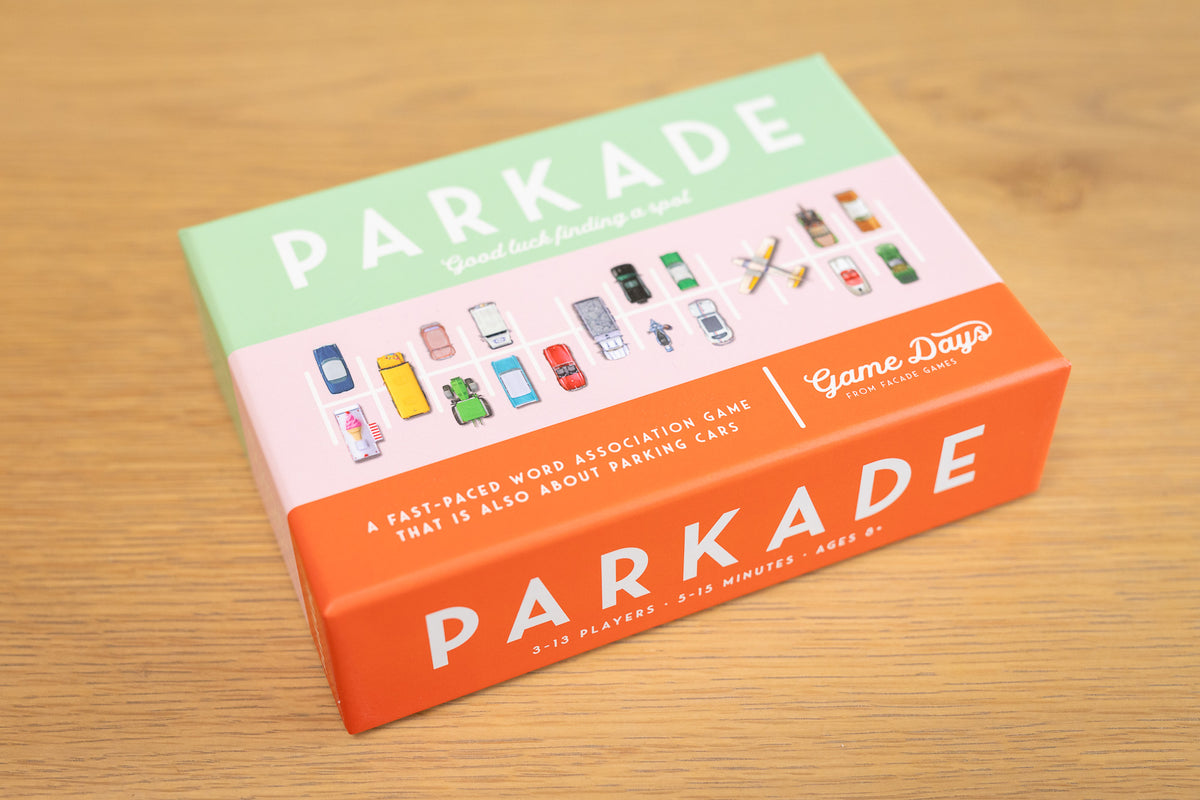 PARKADE
Good luck finding a spot
A FAST-PACED WORD ASSOCIATION GAME
THAT IS ALSO ABOUT PARKING CARS
Game Days
FROM FACADE GAMES
PARKADE
3-13 PLAYERS · 5-15 MINUTES · AGES 8+